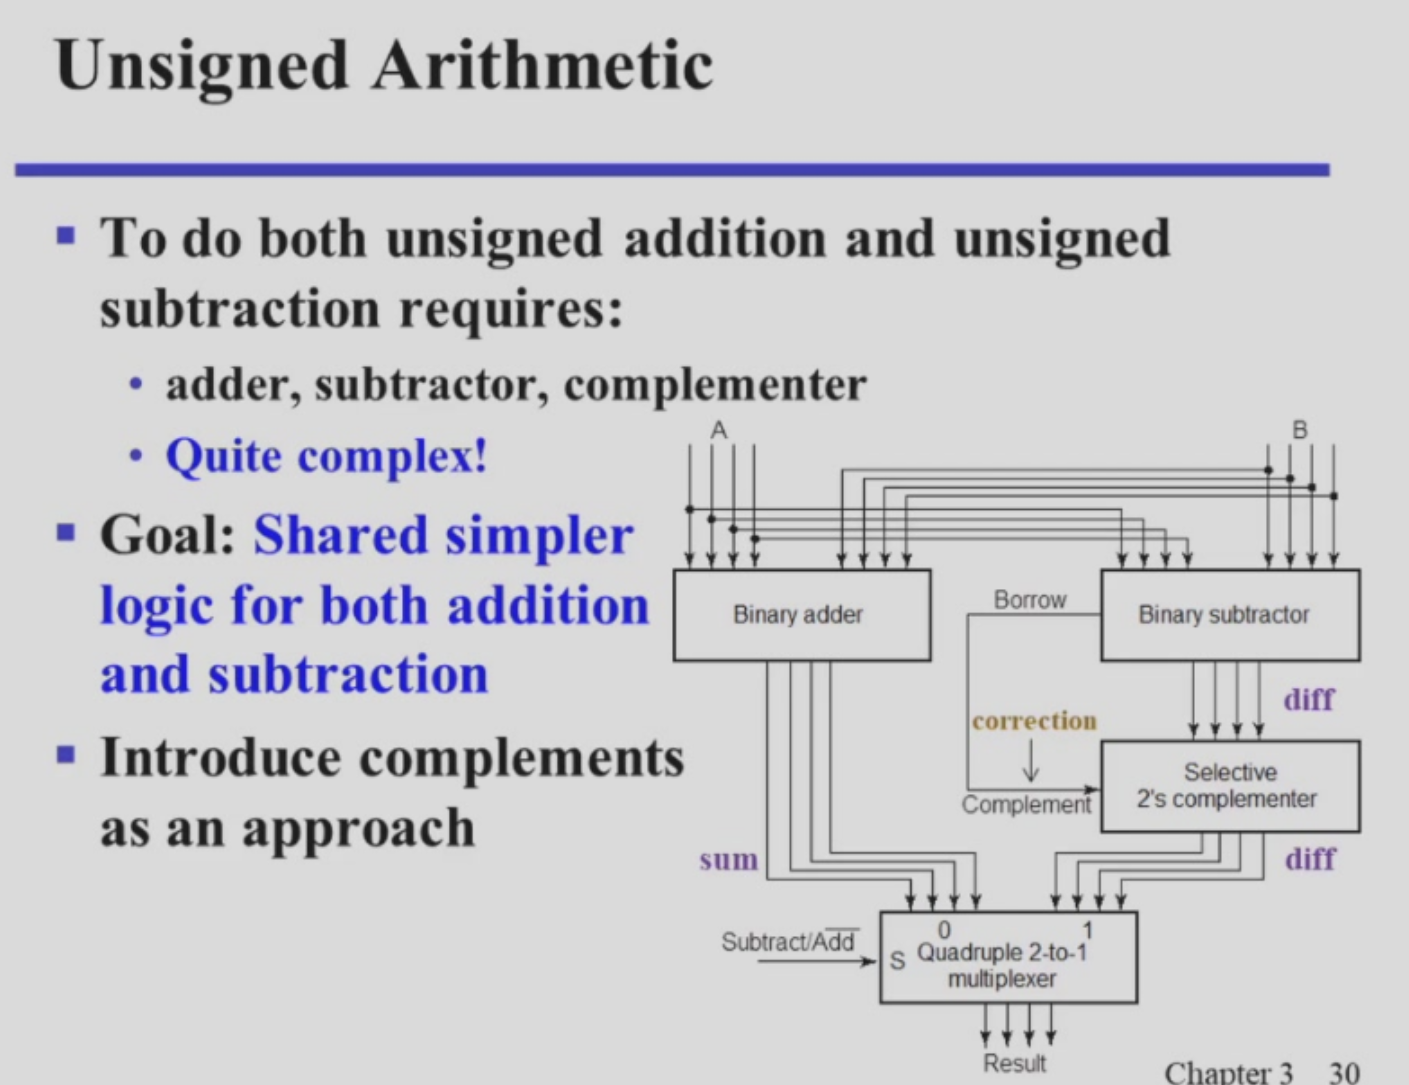 Unsigned Arithmetic
To do both unsigned addition and unsigned
subtraction requires:
adder, subtractor, complementer
Quite complex!
Goal: Shared simpler
logic for both addition
and subtraction
Introduce complements
as an approach
A
B
Binary adder
Borrow
Binary subtractor
diff
correction
Selective
2's complementer
Complement
sum
diff
Subtract/Add
0
1
S
Quadruple 2-to-1
multiplexer
Result
Chapter 3 30